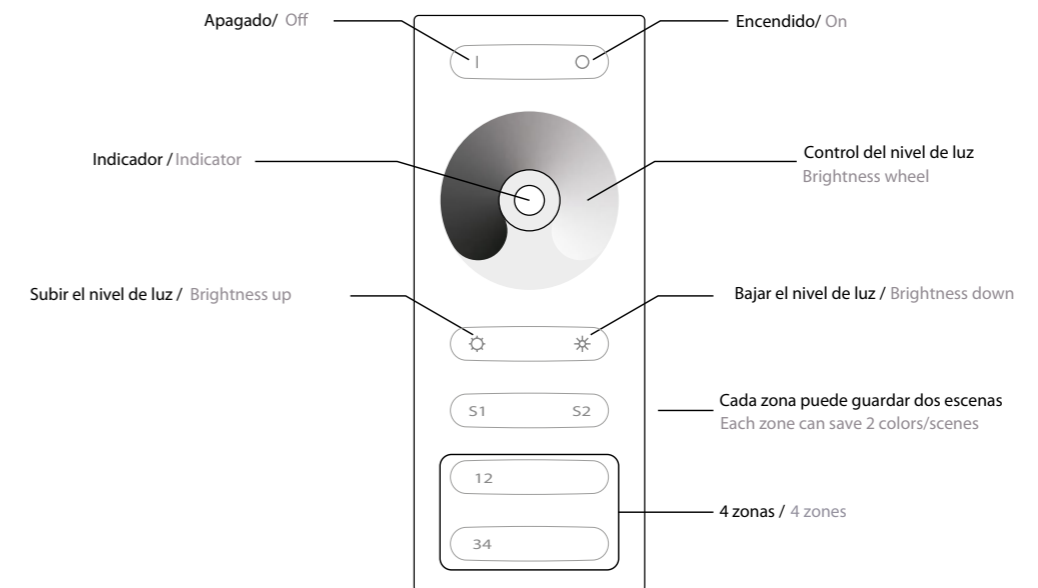 Apagado/ Off
Encendido/ On
I
O
Indicador / Indicator
Control del nivel de luz
Brightness wheel
Subir el nivel de luz / Brightness up
Bajar el nivel de luz / Brightness down
S1 S2
Cada zona puede guardar dos escenas
Each zone can save 2 colors/scenes
12
4 zonas / 4 zones
34